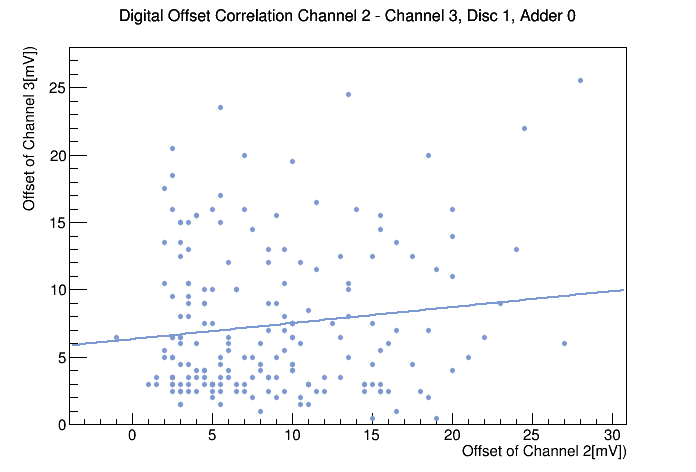 Digital Offset Correlation Channel 2 - Channel 3, Disc 1, Adder 0
Offset of Channel 3[mV])
25
20
15
10
5
0
0 5 10 15 20 25 30
Offset of Channel 2[mV])